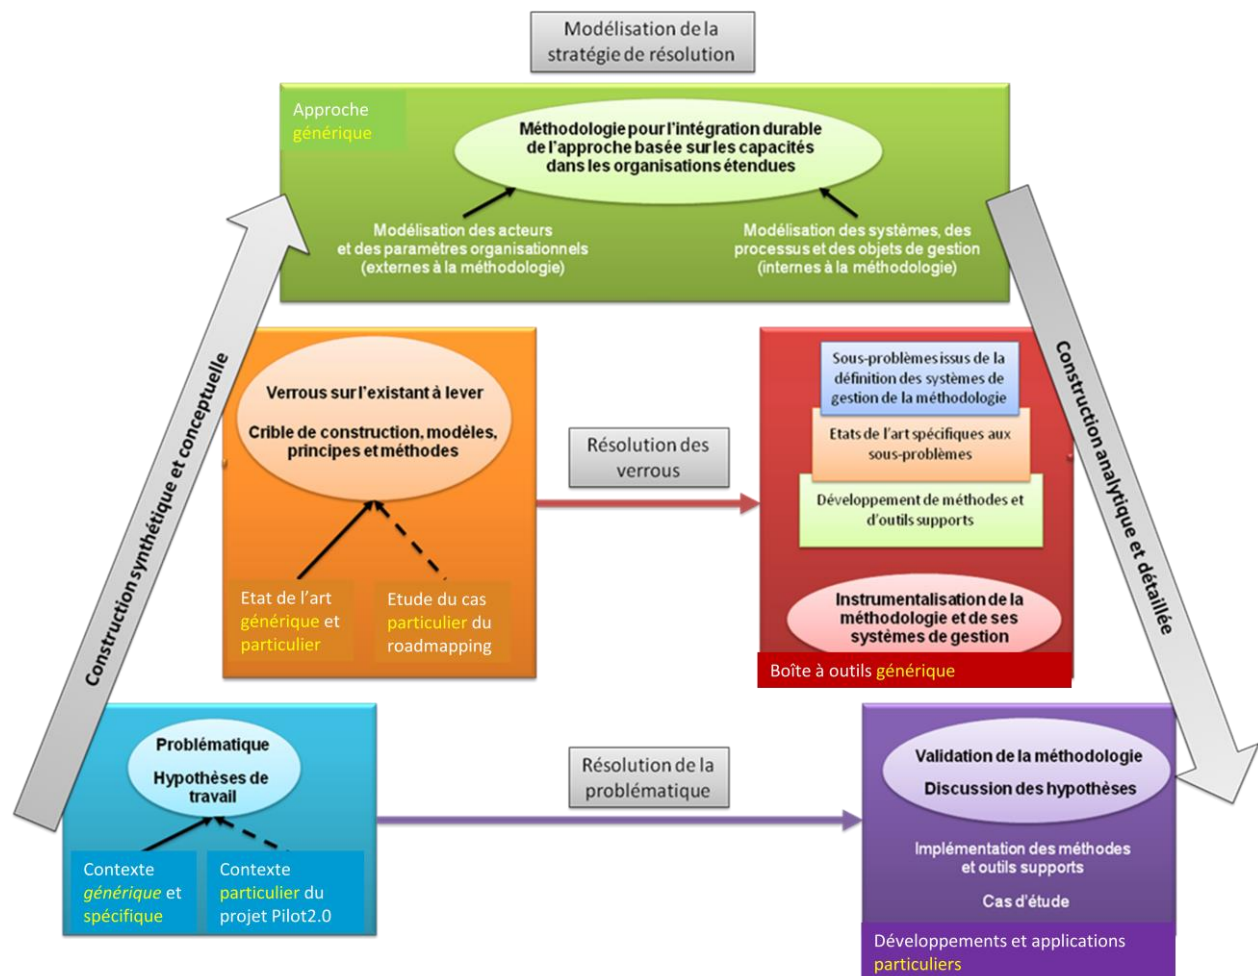 Modélisation de la
stratégie de résolution
Approche
générique
Méthodologie pour l'intégration durable
de l'approche basée sur les capacités
dans les organisations étendues
Modélisation des acteurs
et des paramètres organisationnels
(externes à la méthodologie)
Modélisation des systèmes, des
processus et des objets de gestion
(internes à la méthodologie)
Construction synthétique et conceptuelle
Verrous sur l'existant à lever
Crible de construction, modèles,
principes et méthodes
Etat de l'art
générique et
particulier
Etude du cas
particulier du
roadmapping
Résolution des
verrous
Sous-problèmes issus de la
définition des systèmes de
gestion de la méthodologie
Etats de l'art spécifiques aux
sous-problèmes
Développement de méthodes et
d'outils supports
Instrumentalisation de la
méthodologie et de ses
systèmes de gestion
Boîte à outils générique
Construction analytique et détaillée
Problématique
Hypothèses de
travail
Contexte
générique et
spécifique
Contexte
particulier du
projet Pilot2.0
Résolution de la
problématique
Validation de la méthodologie
Discussion des hypothèses
Implémentation des méthodes
et outils supports
Cas d'étude
Développements et applications
particuliers